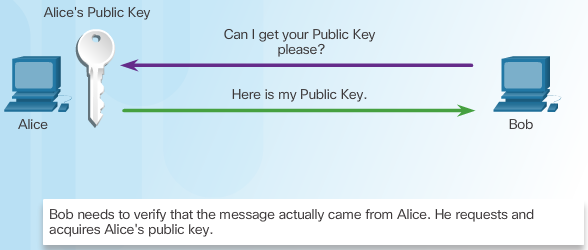 Alice's Public Key
Can I get your Public Key
please?
Here is my Public Key.
Alice
Bob
Bob needs to verify that the message actually came from Alice. He requests and
acquires Alice's public key.